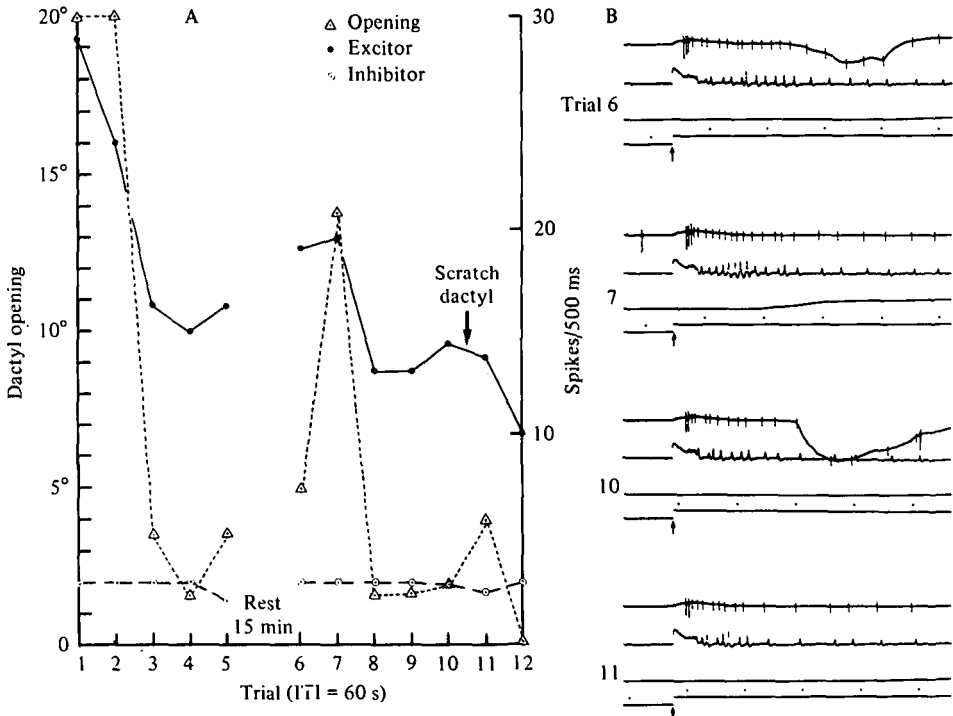 A
B
20°
15°
10°
5°
0
Dactyl opening
30
20
10
Spikes/500 ms
Opening
Excitor
Inhibitor
Scratch
dactyl
Rest
15 min
1 2 3 4 5 6 7 8 9 10 11 12
Trial (ITI = 60 s)
Trial 6
7
10
11